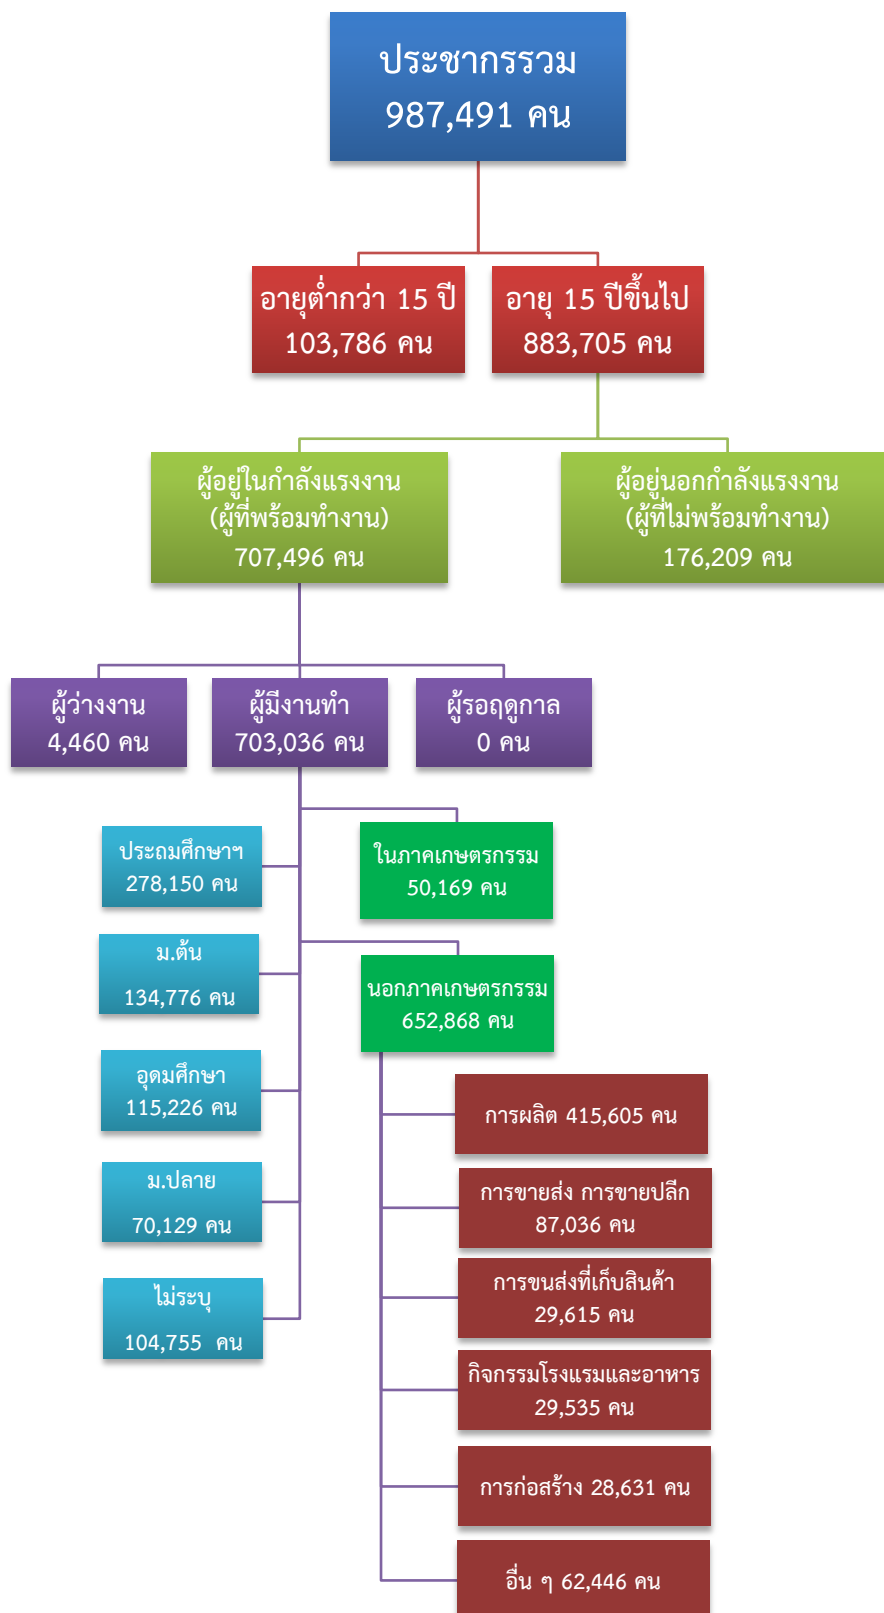 ประชากรรวม
987,491 คน
อายุต่ำกว่า 15 ปี
103,786 คน
อายุ 15 ปีขึ้นไป
883,705 คน
ผู้อยู่ในกำลังแรงงาน
(ผู้ที่พร้อมทำงาน)
707,496 คน
ผู้อยู่นอกกำลังแรงงาน
(ผู้ที่ไม่พร้อมทำงาน)
176,209 คน
ผู้ว่างงาน
4,460 คน
ผู้มีงานทำ
703,036 คน
ผู้รอฤดูกาล
0 คน
ประถมศึกษาฯ
278,150 คน
ม.ต้น
134,776 คน
อุดมศึกษา
115,226 คน
ม.ปลาย
70,129 คน
ไม่ระบุ
104,755 คน
ในภาคเกษตรกรรม
50,169 คน
นอกภาคเกษตรกรรม
652,868 คน
การผลิต 415,605 คน
การขายส่ง การขายปลีก
87,036 คน
การขนส่งที่เก็บสินค้า
29,615 คน
กิจกรรมโรงแรมและอาหาร
29,535 คน
การก่อสร้าง 28,631 คน
อื่น ๆ 62,446 คน